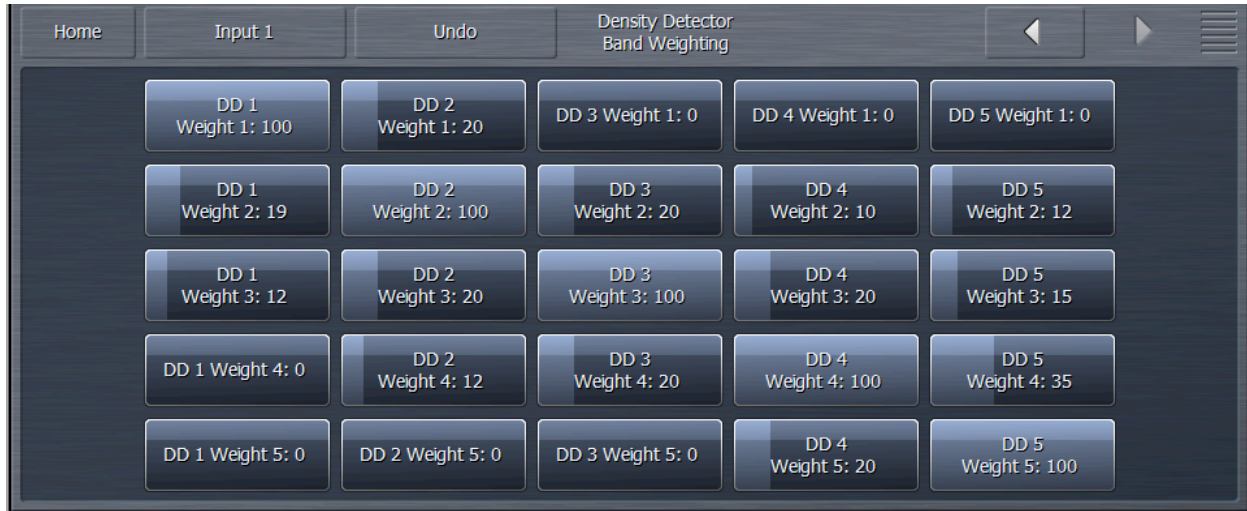 Home
Input 1
Undo
Density Detector
Band Weighting
DD 1
Weight 1: 100
DD 2
Weight 1: 20
DD 3 Weight 1: 0
DD 4 Weight 1: 0
DD 5 Weight 1: 0
DD 1
Weight 2: 19
DD 2
Weight 2: 100
DD 3
Weight 2: 20
DD 4
Weight 2: 10
DD 5
Weight 2: 12
DD 1
Weight 3: 12
DD 2
Weight 3: 20
DD 3
Weight 3: 100
DD 4
Weight 3: 20
DD 5
Weight 3: 15
DD 1 Weight 4: 0
DD 2
Weight 4: 12
DD 3
Weight 4: 20
DD 4
Weight 4: 100
DD 5
Weight 4: 35
DD 1 Weight 5: 0
DD 2 Weight 5: 0
DD 3 Weight 5: 0
DD 4
Weight 5: 20
DD 5
Weight 5: 100